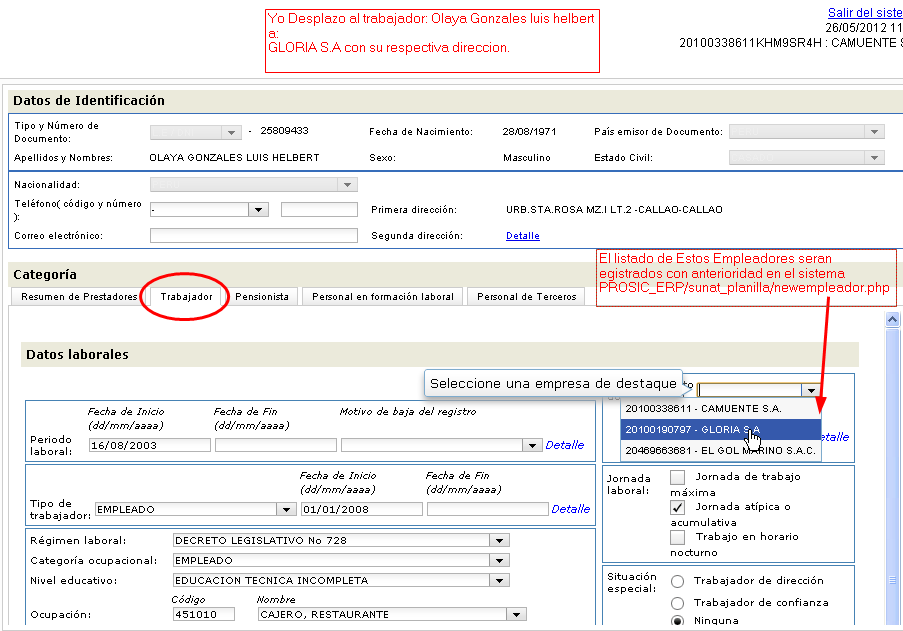 Yo Desplazo al trabajador: Olaya Gonzales luis helbert
a:
GLORIA S.A con su respectiva direccion.
Salir del siste
26/05/2012 11
20100338611KHM9SR4H : CAMUENTE S
Datos de Identificación
Tipo y Número de Documento: - 25809433 Fecha de Nacimiento: 28/08/1971 País emisor de Documento:
Apellidos y Nombres: OLAYA GONZALES LUIS HELBERT Sexo: Masculino Estado Civil:
Nacionalidad:
Teléfono( código y número ): - Primera dirección: URB.STA.ROSA MZ.I LT.2 -CALLAO-CALLAO
Correo electrónico: Segunda dirección: Detalle
El listado de Estos Empleadores seran
egistrados con anterioridad en el sistema
PROSIC_ERP/sunat_planilla/newempleador.php
Categoría
Resumen de Prestadores Trabajador Pensionista Personal en formación laboral Personal de Terceros
Datos laborales
Seleccione una empresa de destaque
20100338611 - CAMUENTE S.A.
20100190797 - GLORIA S.A
20469663681 - EL GOL MARINO S.A.C.
etalle
Fecha de Inicio (dd/mm/aaaa) Fecha de Fin (dd/mm/aaaa) Motivo de baja del registro
Periodo laboral: 16/08/2003 Detalle
Fecha de Inicio (dd/mm/aaaa) Fecha de Fin (dd/mm/aaaa)
Tipo de trabajador: EMPLEADO 01/01/2008 Detalle
Régimen laboral: DECRETO LEGISLATIVO No 728
Categoría ocupacional: EMPLEADO
Nivel educativo: EDUCACION TECNICA INCOMPLETA
Código Nombre
Ocupación: 451010 CAJERO, RESTAURANTE
Jornada laboral:
Jornada de trabajo máxima
Jornada atípica o acumulativa
Trabajo en horario nocturno
Situación especial:
Trabajador de dirección
Trabajador de confianza
Ninguna